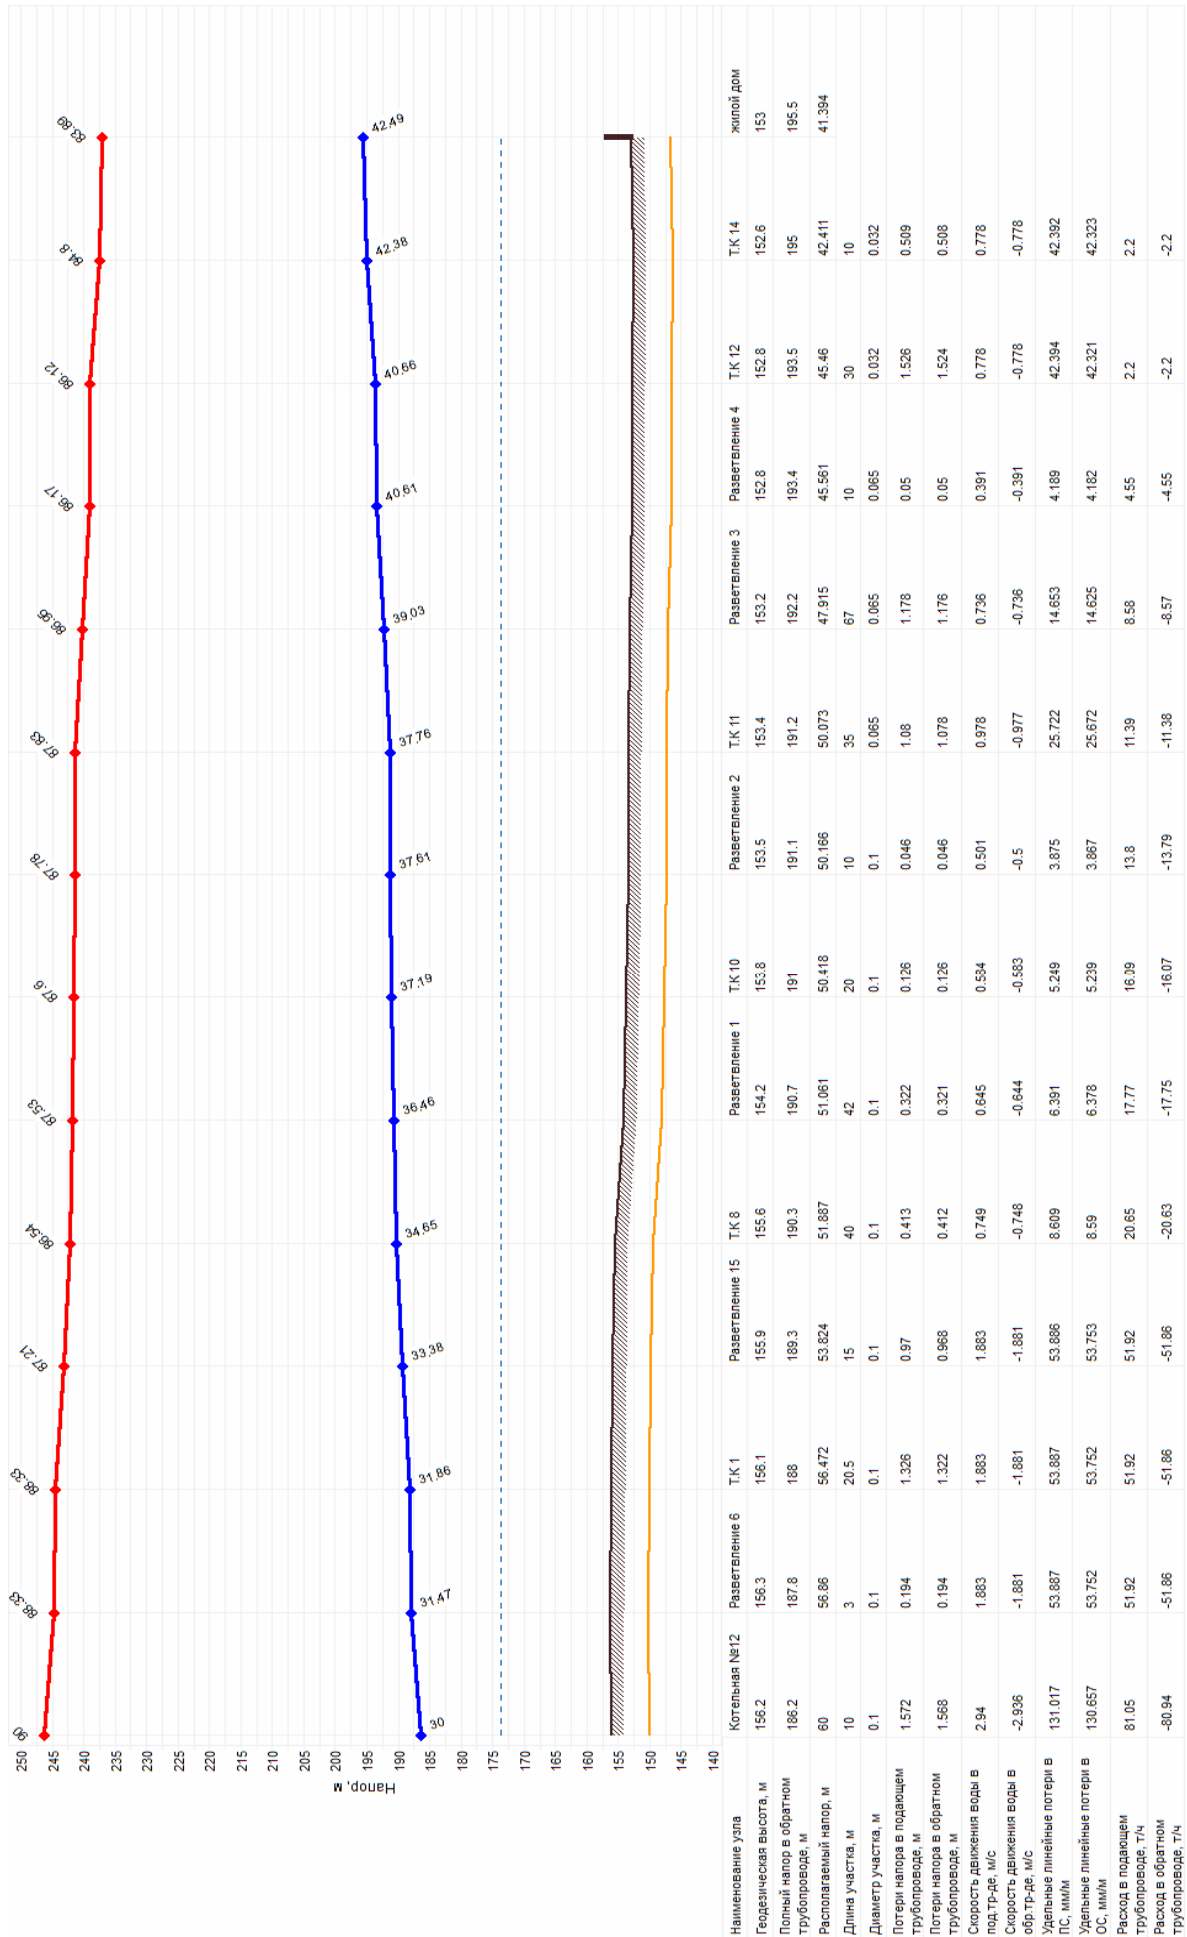 90
88.33
88.33
87.21
86.54
87.53
87.6
87.78
87.83
86.96
86.17
86.12
84.8
83.89
250
245
240
235
230
225
220
215
210
205
200
195
190
185
180
175
170
165
160
155
150
145
140
Напор, м
30
31.47
31.86
33.38
34.65
36.46
37.19
37.61
37.76
39.03
40.61
40.66
42.38
42.49
Наименование узла Котельная №12 Разветвление 6 Т.К 1 Разветвление 15 Т.К 8 Разветвление 1 Т.К 10 Разветвление 2 Т.К 11 Разветвление 3 Разветвление 4 Т.К 12 Т.К 14 жилой дом
Геодезическая высота, м 156.2 156.3 156.1 155.9 155.6 154.2 153.8 153.5 153.4 153.2 152.8 152.8 152.6 153
Полный напор в обратном
трубопроводе, м 186.2 187.8 188 189.3 190.3 190.7 191 191.1 191.2 192.2 193.4 193.5 195 195.5
Располагаемый напор, м 60 56.86 56.472 53.824 51.887 51.061 50.418 50.166 50.073 47.915 45.561 45.46 42.411 41.394
Длина участка, м 10 3 20.5 15 40 42 20 10 35 67 10 30 10
Диаметр участка, м 0.1 0.1 0.1 0.1 0.1 0.1 0.1 0.1 0.065 0.065 0.065 0.032 0.032
Потери напора в подающем
трубопроводе, м 1.572 0.194 1.326 0.97 0.413 0.322 0.126 0.046 1.08 1.178 0.05 1.526 0.509
Потери напора в обратном
трубопроводе, м 1.568 0.194 1.322 0.968 0.412 0.321 0.126 0.046 1.078 1.176 0.05 1.524 0.508
Скорость движения воды в
под.тр-де, м/с 2.94 1.883 1.883 1.883 0.749 0.645 0.584 0.501 0.978 0.736 0.391 0.778 0.778
Скорость движения воды в
обр.тр-де, м/с -2.936 -1.881 -1.881 -1.881 -0.748 -0.644 -0.583 -0.5 -0.977 -0.736 -0.391 -0.778 -0.778
Удельные линейные потери в
ПС, мм/м 131.017 53.887 53.887 53.886 8.609 6.391 5.249 3.875 25.722 14.653 4.189 42.394 42.392
Удельные линейные потери в
ОС, мм/м 130.657 53.752 53.752 53.753 8.59 6.378 5.239 3.867 25.672 14.625 4.182 42.321 42.323
Расход в подающем
трубопроводе, т/ч 81.05 51.92 51.92 51.92 20.65 17.77 16.09 13.8 11.39 8.58 4.55 2.2 2.2
Расход в обратном
трубопроводе, т/ч -80.94 -51.86 -51.86 -51.86 -20.63 -17.75 -16.07 -13.79 -11.38 -8.57 -4.55 -2.2 -2.2